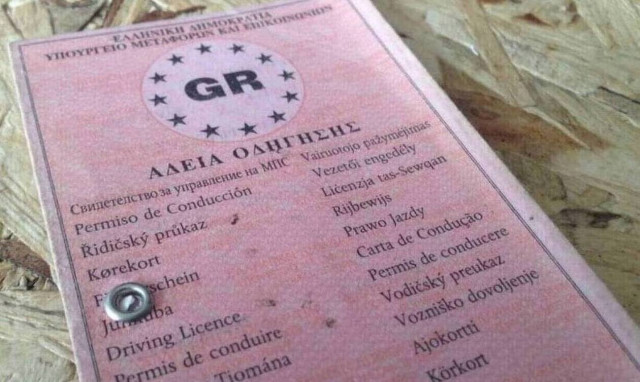 ΕΛΛΗΝΙΚΗ ΔΗΜΟΚΡΑΤΙΑ
ΥΠΟΥΡΓΕΙΟ ΜΕΤΑΦΟΡΩΝ ΚΑΙ ΕΠΙΚΟΙΝΩΝΙΩΝ
GR
ΑΔΕΙΑ ΟΔΗΓΗΣΗΣ
Свидетелство за управление на МПС
Permiso de Conducción
Řidičský průkaz
Kørekort
Driving Licence
Permis de conduire
Tiomána
Vairuotojo pažymėjimas
Vezetői engedély
Liċenzja tas-Sewqan
Rijbewijs
Prawo Jazdy
Carta de Condução
Permis de conducere
Vodičský preukaz
Vozniško dovoljenje
Ajokortti
Körkort